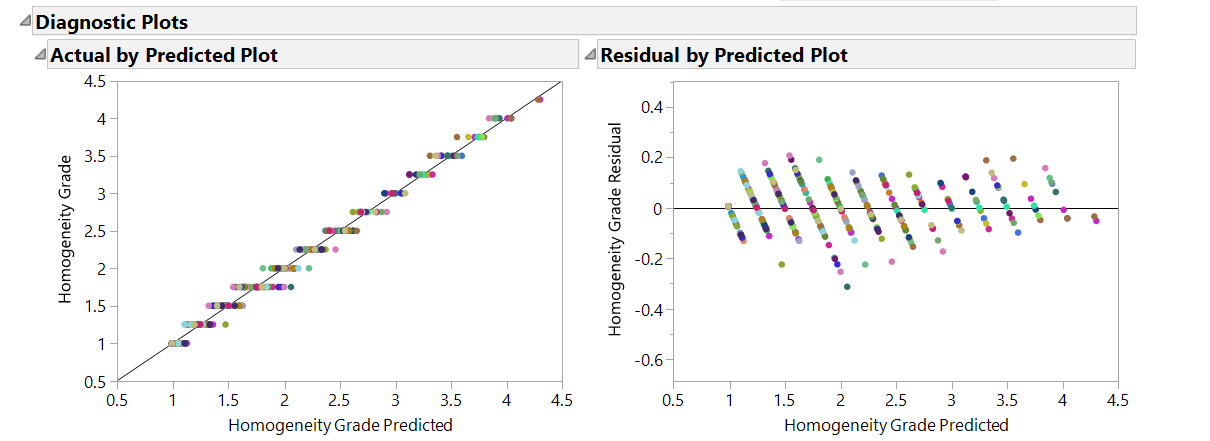 Diagnostic Plots
Actual by Predicted Plot
Residual by Predicted Plot
Homogeneity Grade
4.5
4
3.5
3
2.5
2
1.5
1
0.5
0.5 1 1.5 2 2.5 3 3.5 4 4.5
Homogeneity Grade Predicted
Homogeneity Grade Residual
0.4
0.2
0
-0.2
-0.4
-0.6
0.5 1 1.5 2 2.5 3 3.5 4 4.5
Homogeneity Grade Predicted